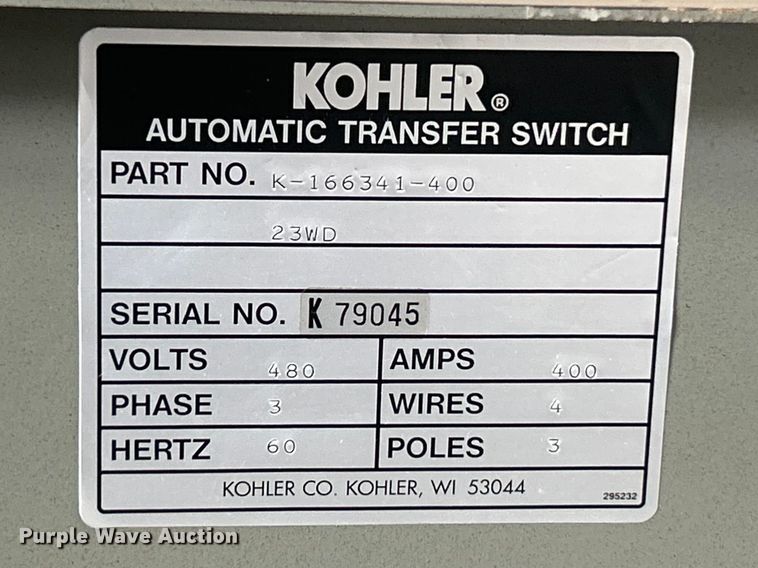 KOHLER®
AUTOMATIC TRANSFER SWITCH
PART NO. K-166341-400
23WD
SERIAL NO. K 79045
VOLTS 480 AMPS 400
PHASE 3 WIRES 4
HERTZ 60 POLES 3
KOHLER CO. KOHLER, WI 53044 295232
Purple Wave Auction